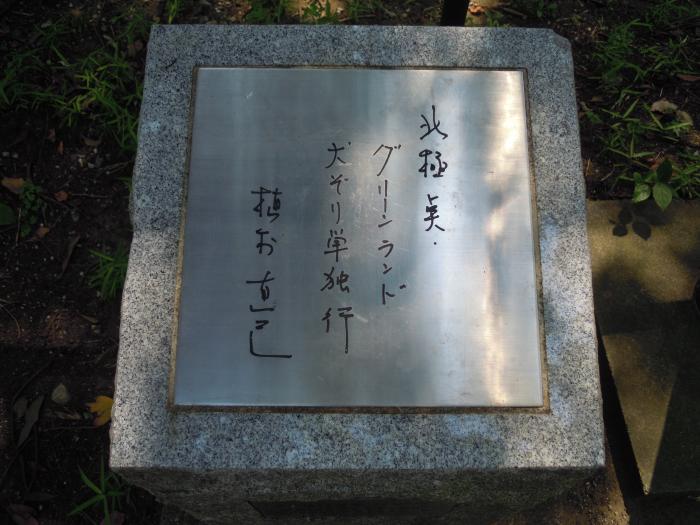 北極点.
グリーンランド
犬ぞり単独行
植村直己